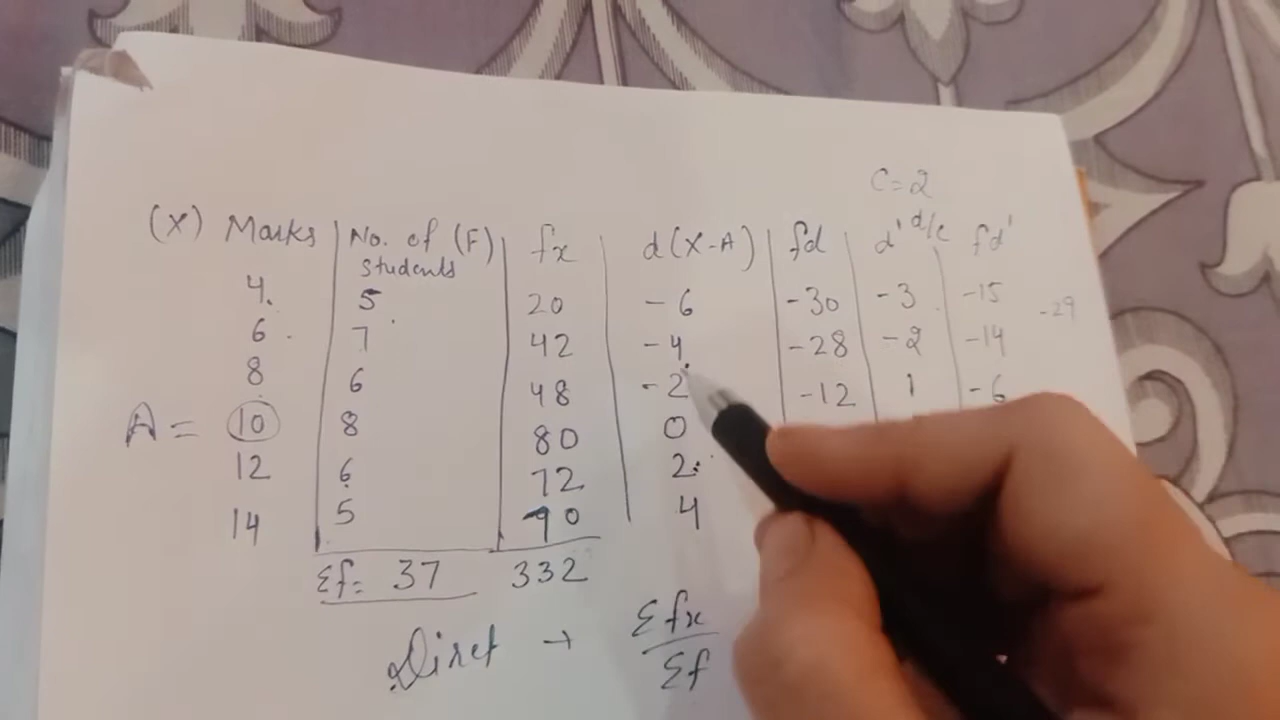 C=2
(X) Marks No. of (F) students fx d(X-A) fd d' d/c fd'
4 5 20 -6 -30 -3 -15
6 7 42 -4 -28 -2 -14 -29
8 6 48 -2 -12 1 -6
A = 10 8 80 0
12 6 72 2
14 5 90 4
Σf= 37 332
Diret → Σfx
Σf